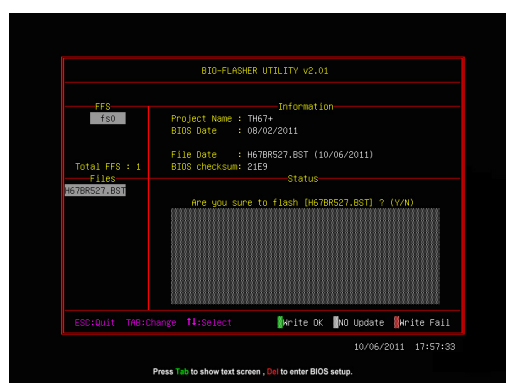 BIO-FLASHER UTILITY v2.01
FFS
fs0
Total FFS : 1
Files
H67BR527.BST
Information
Project Name : TH67+
BIOS Date : 08/02/2011
File Date : H67BR527.BST (10/06/2011)
BIOS checksum: 21E9
Status
Are you sure to flash [H67BR527.BST] ? (Y/N)
ESC:Quit TAB:Change ↑↓:Select Write OK NO Update Write Fail
10/06/2011 17:57:33
Press Tab to show text screen , Del to enter BIOS setup.